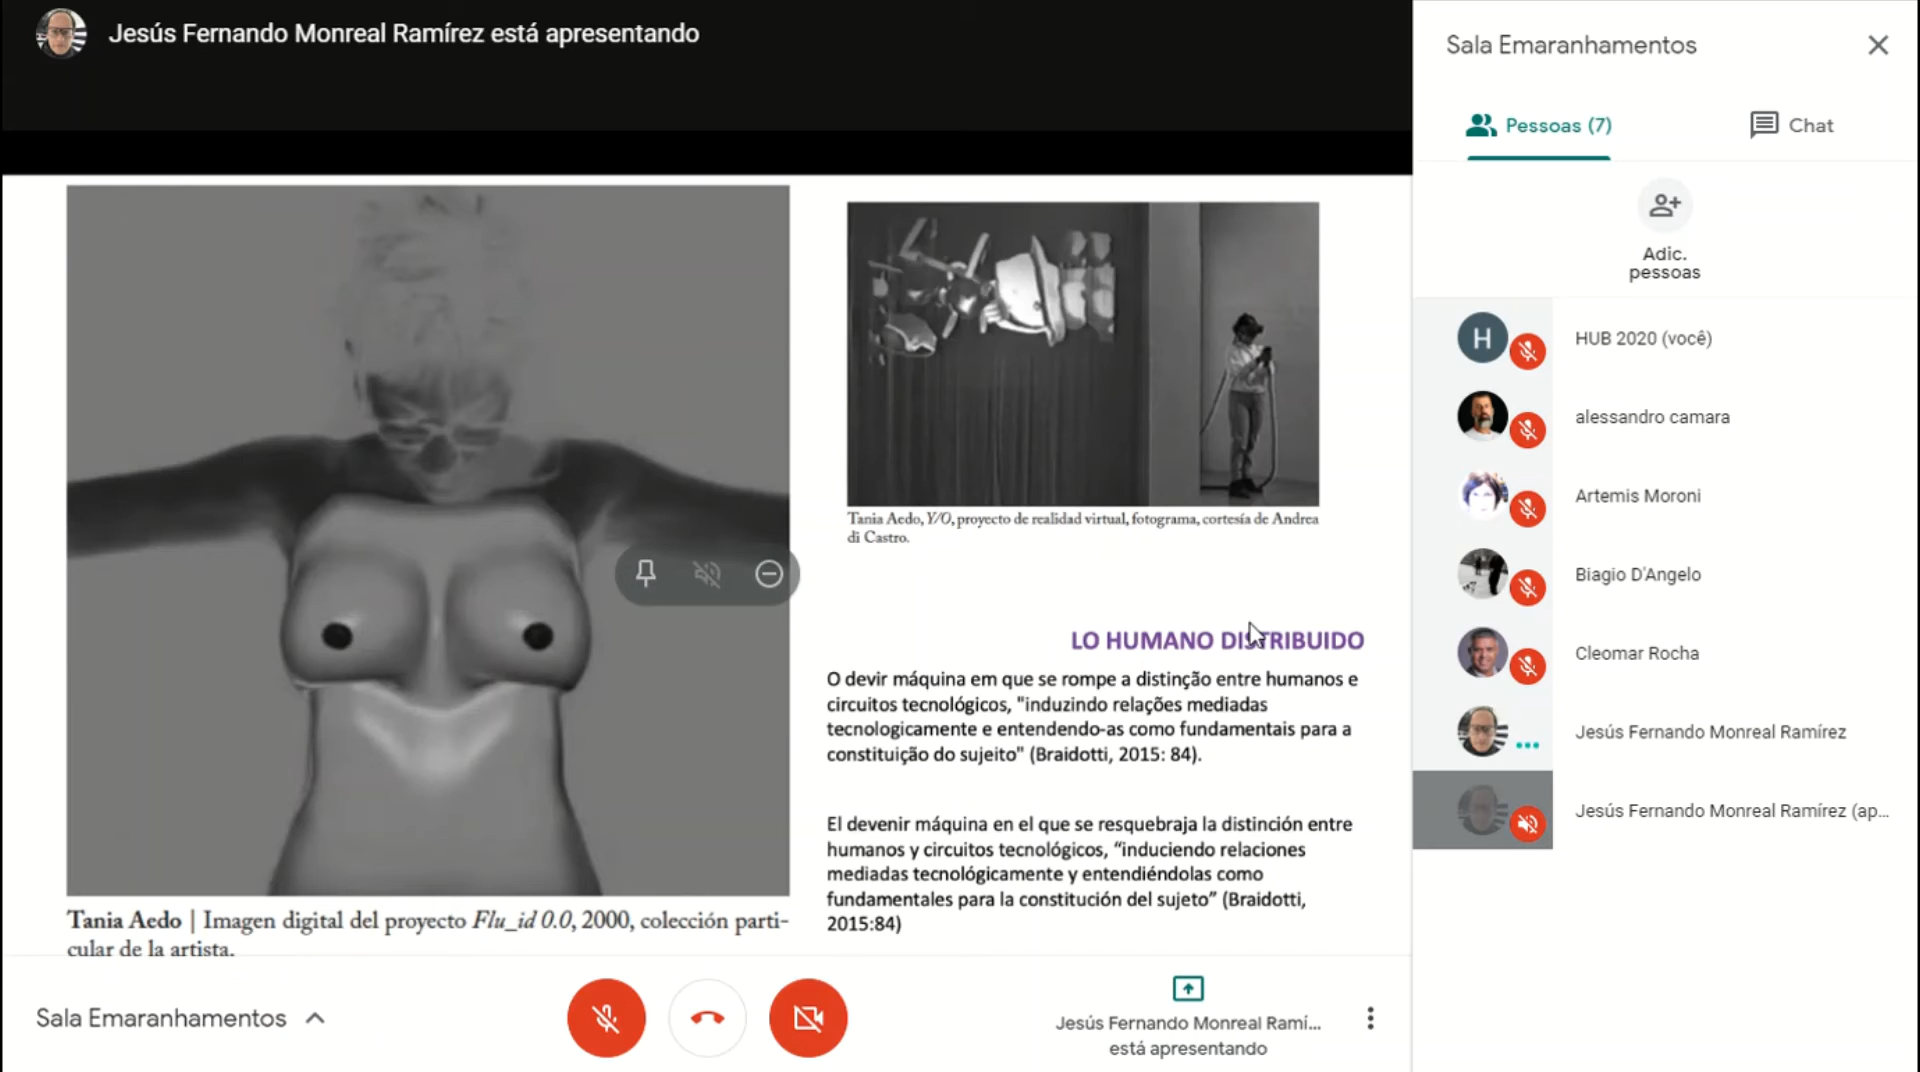 Jesús Fernando Monreal Ramírez está apresentando
Tania Aedo | Imagen digital del proyecto Flu_id 0.0, 2000, colección parti-
cular de la artista.
Tania Aedo, Y/O, proyecto de realidad virtual, fotograma, cortesía de Andrea
di Castro.
LO HUMANO DISTRIBUIDO
O devir máquina em que se rompe a distinção entre humanos e
circuitos tecnológicos, "induzindo relações mediadas
tecnologicamente e entendendo-as como fundamentais para a
constituição do sujeito" (Braidotti, 2015: 84).
El devenir máquina en el que se resquebraja la distinción entre
humanos y circuitos tecnológicos, “induciendo relaciones
mediadas tecnológicamente y entendiéndolas como
fundamentales para la constitución del sujeto” (Braidotti,
2015:84)
Sala Emaranhamentos
Jesús Fernando Monreal Ramí...
está apresentando
Sala Emaranhamentos
Pessoas (7)
Chat
Adic.
pessoas
H
HUB 2020 (você)
alessandro camara
Artemis Moroni
Biagio D'Angelo
Cleomar Rocha
Jesús Fernando Monreal Ramírez
Jesús Fernando Monreal Ramírez (ap...